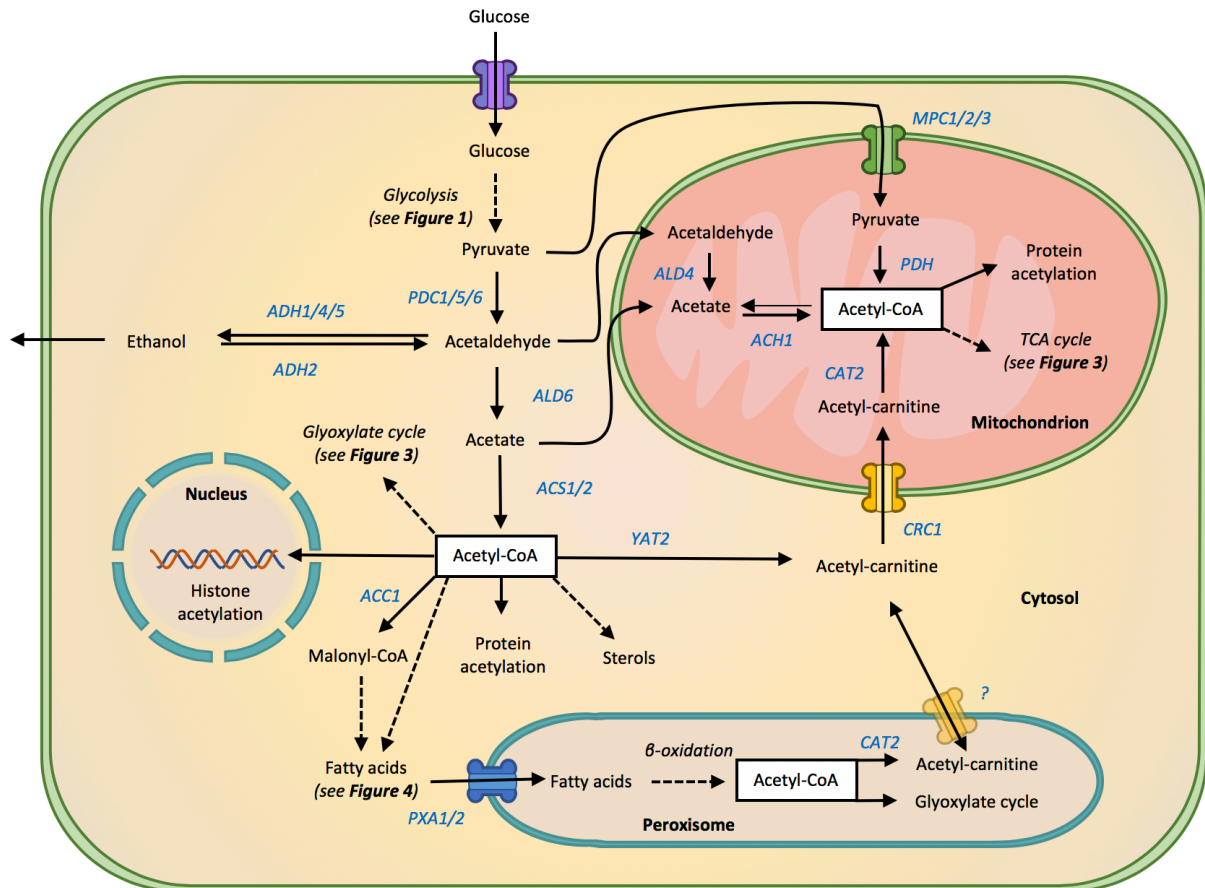 Glucose
Glucose
Glycolysis
(see Figure 1)
Pyruvate
PDC1/5/6
ADH1/4/5
Ethanol
ADH2
Acetaldehyde
ALD6
Acetate
Glyoxylate cycle
(see Figure 3)
ACS1/2
Nucleus
Histone
acetylation
Acetyl-CoA
YAT2
Acetyl-carnitine
ACC1
Malonyl-CoA
Protein
acetylation
Sterols
Fatty acids
(see Figure 4)
PXA1/2
MPC1/2/3
Pyruvate
Acetaldehyde
ALD4
PDH
Protein
acetylation
Acetate
Acetyl-CoA
ACH1
TCA cycle
(see Figure 3)
CAT2
Acetyl-carnitine
Mitochondrion
CRC1
Cytosol
?
Fatty acids
β-oxidation
Acetyl-CoA
CAT2
Acetyl-carnitine
Glyoxylate cycle
Peroxisome